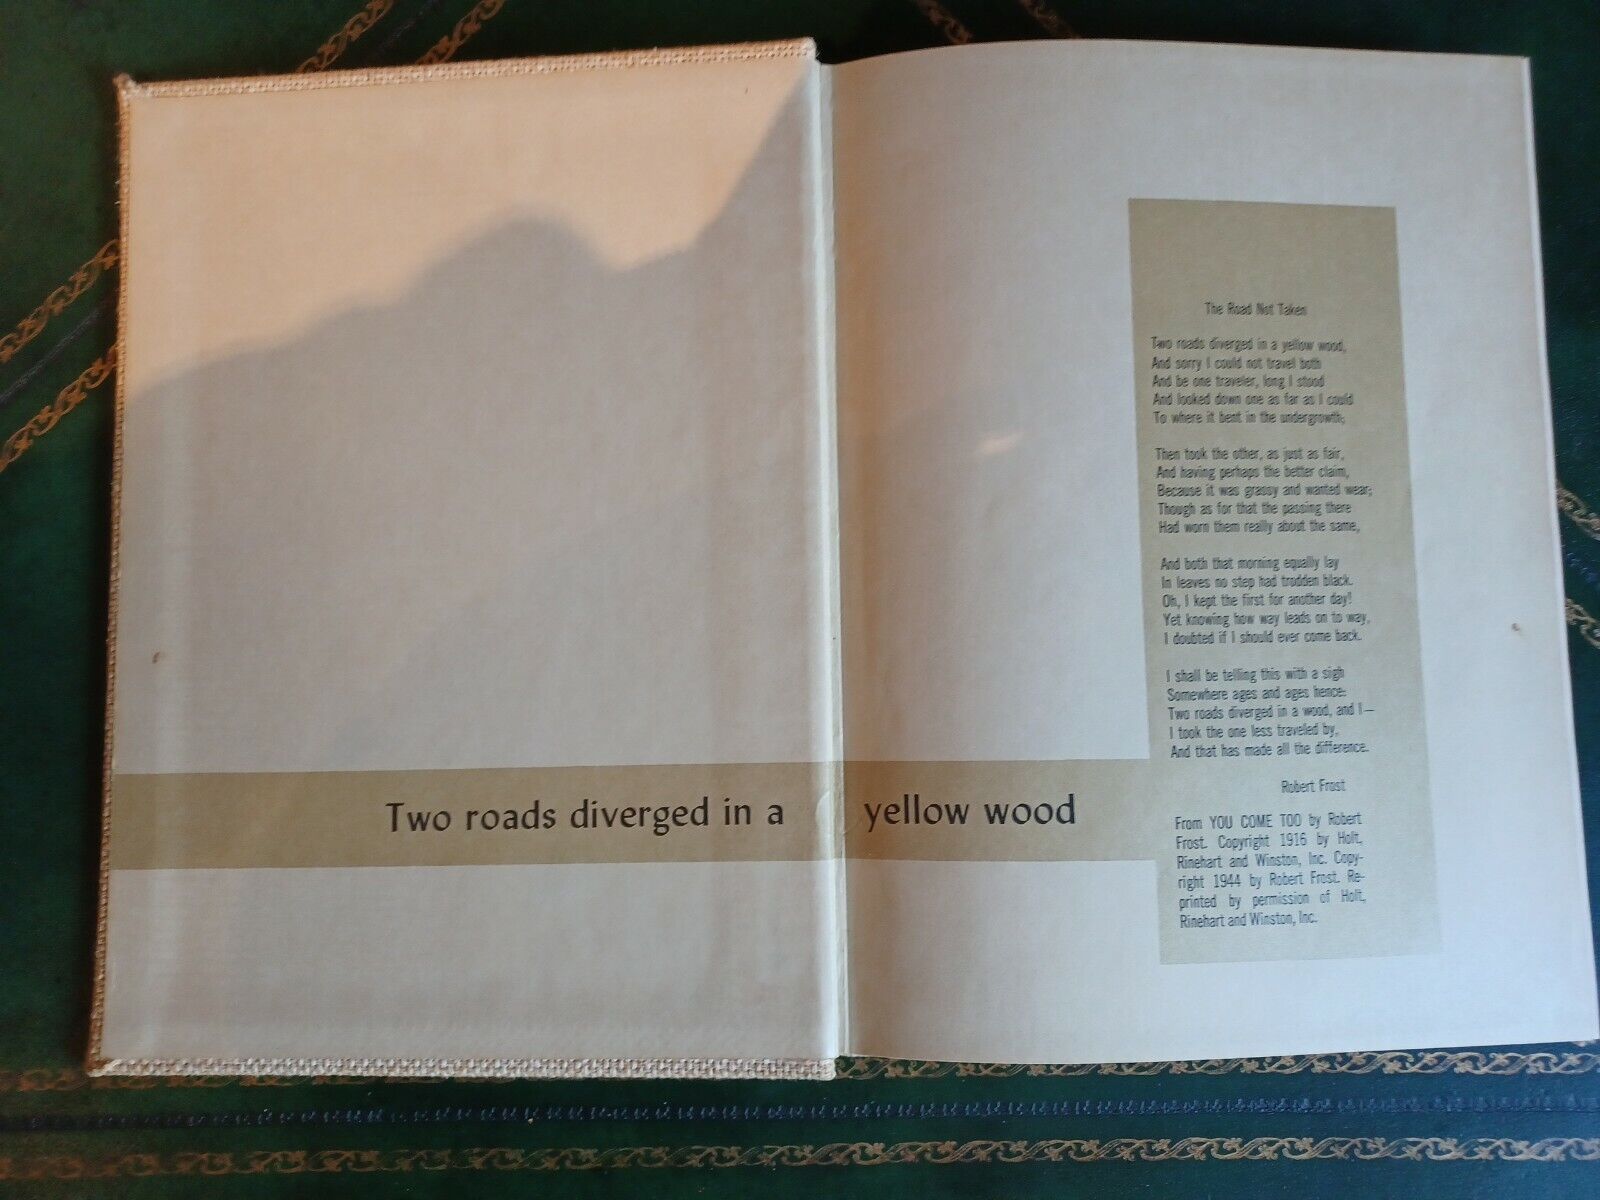 Two roads diverged in a yellow wood
The Road Not Taken
Two roads diverged in a yellow wood,
And sorry I could not travel both
And be one traveler, long I stood
And looked down one as far as I could
To where it bent in the undergrowth;
Then took the other, as just as fair,
And having perhaps the better claim,
Because it was grassy and wanted wear;
Though as for that the passing there
Had worn them really about the same,
And both that morning equally lay
In leaves no step had trodden black.
Oh, I kept the first for another day!
Yet knowing how way leads on to way,
I doubted if I should ever come back.
I shall be telling this with a sigh
Somewhere ages and ages hence:
Two roads diverged in a wood, and I—
I took the one less traveled by,
And that has made all the difference.
Robert Frost
From YOU COME TOO by Robert
Frost. Copyright 1916 by Holt,
Rinehart and Winston, Inc. Copy-
right 1944 by Robert Frost. Re-
printed by permission of Holt,
Rinehart and Winston, Inc.